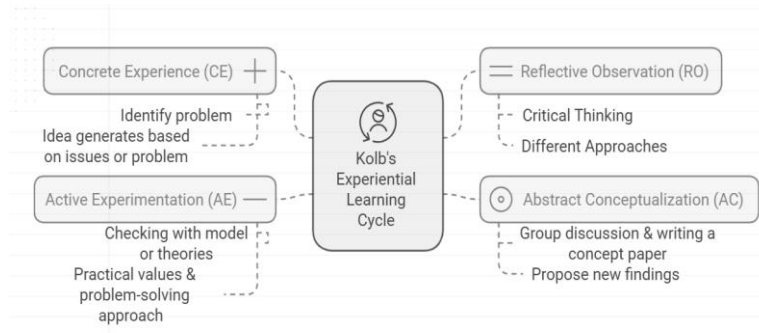 Concrete Experience (CE)
Identify problem
Idea generates based
on issues or problem
Active Experimentation (AE)
Checking with model
or theories
Practical values &
problem-solving
approach
Kolb's
Experiential
Learning
Cycle
Reflective Observation (RO)
Critical Thinking
Different Approaches
Abstract Conceptualization (AC)
Group discussion & writing a
concept paper
Propose new findings